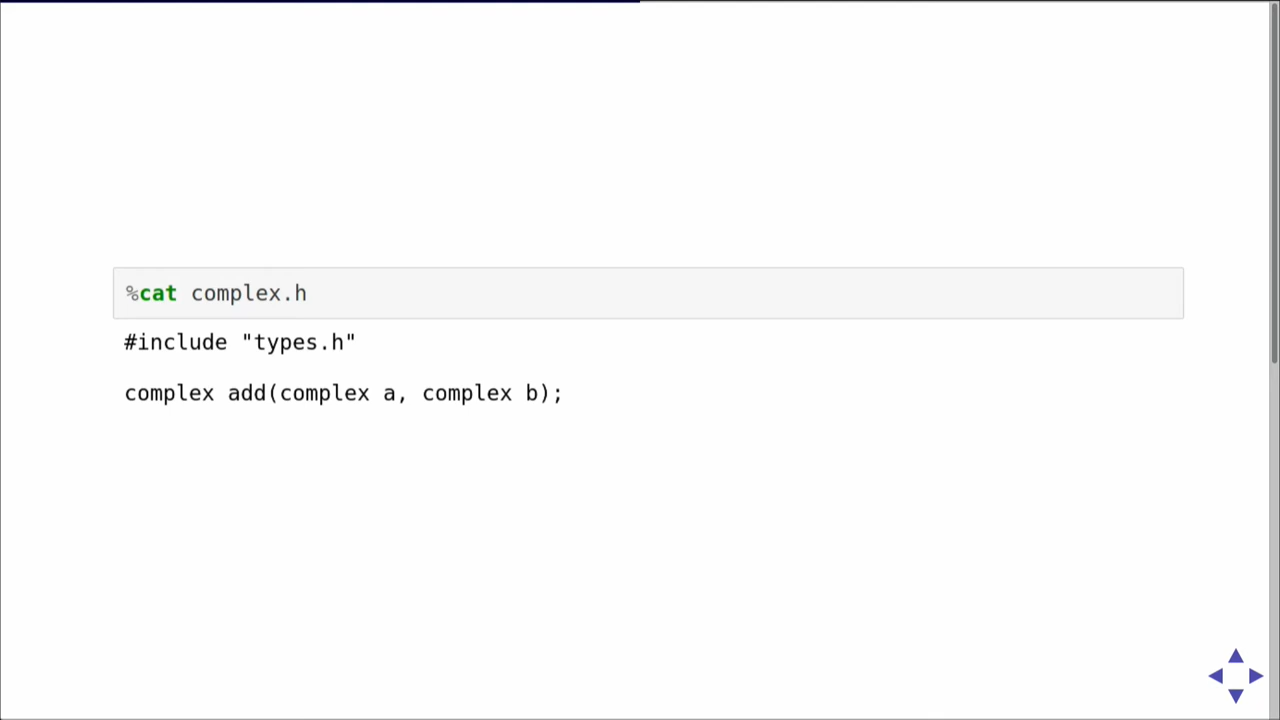 %cat complex.h
#include "types.h"
complex add(complex a, complex b);